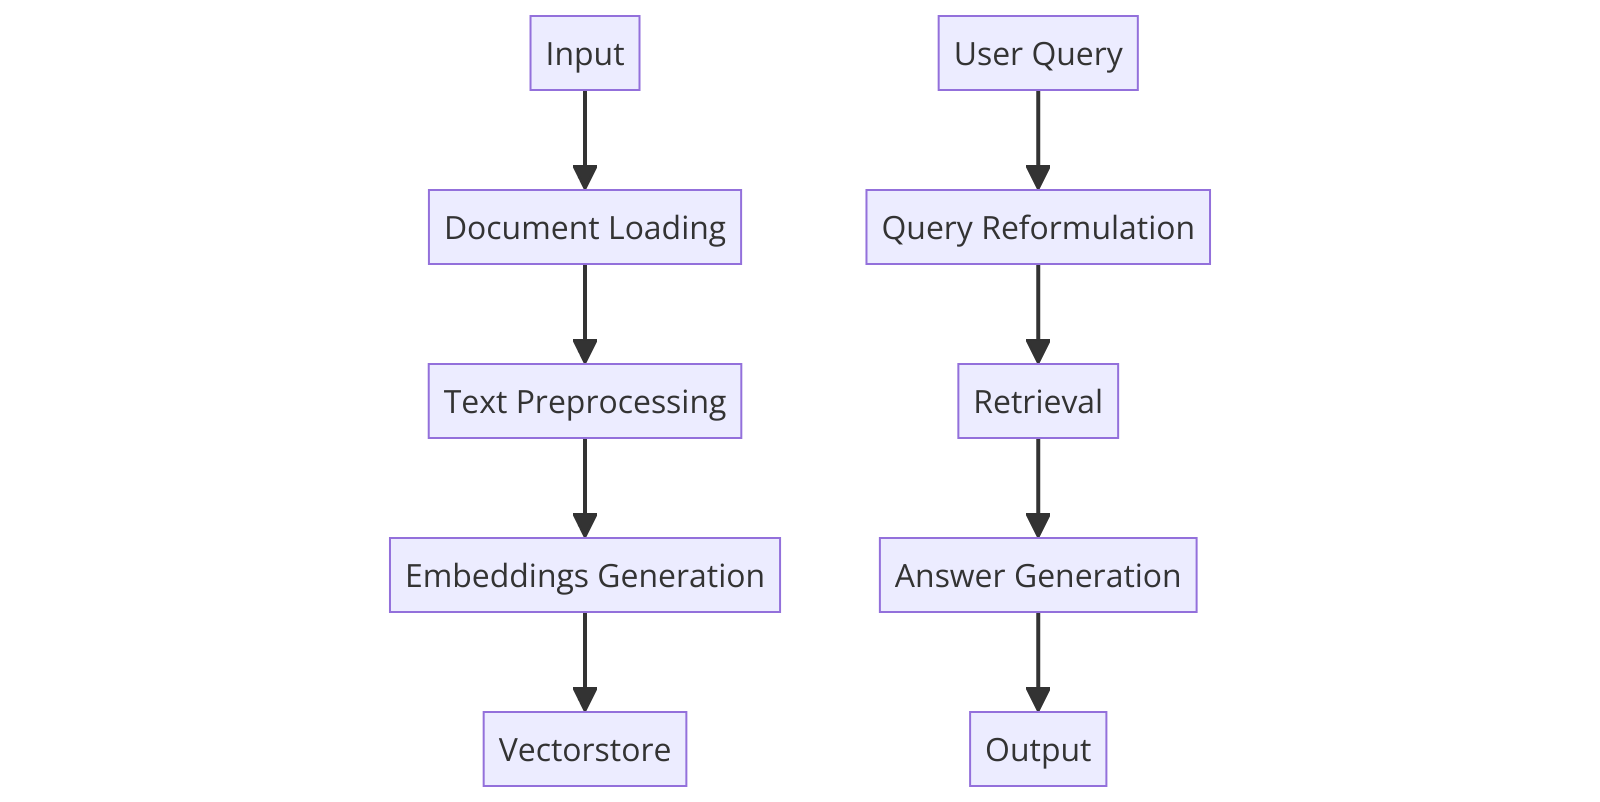 Input
Document Loading
Text Preprocessing
Embeddings Generation
Vectorstore
User Query
Query Reformulation
Retrieval
Answer Generation
Output